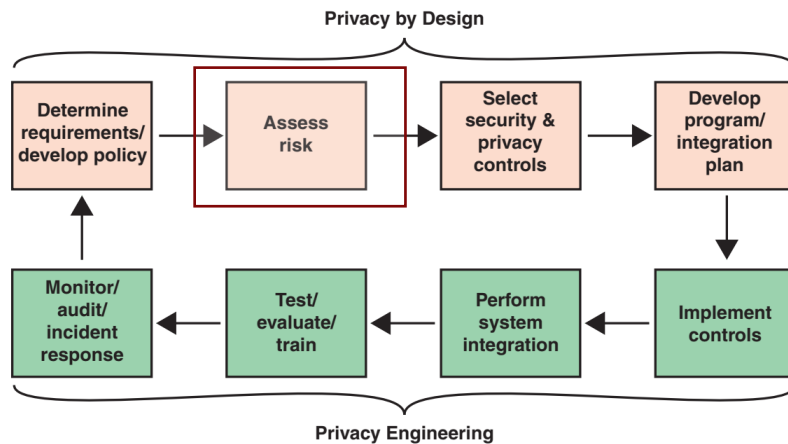 Privacy by Design
Determine
requirements/
develop policy
Assess
risk
Select
security &
privacy
controls
Develop
program/
integration
plan
Monitor/
audit/
incident
response
Test/
evaluate/
train
Perform
system
integration
Implement
controls
Privacy Engineering